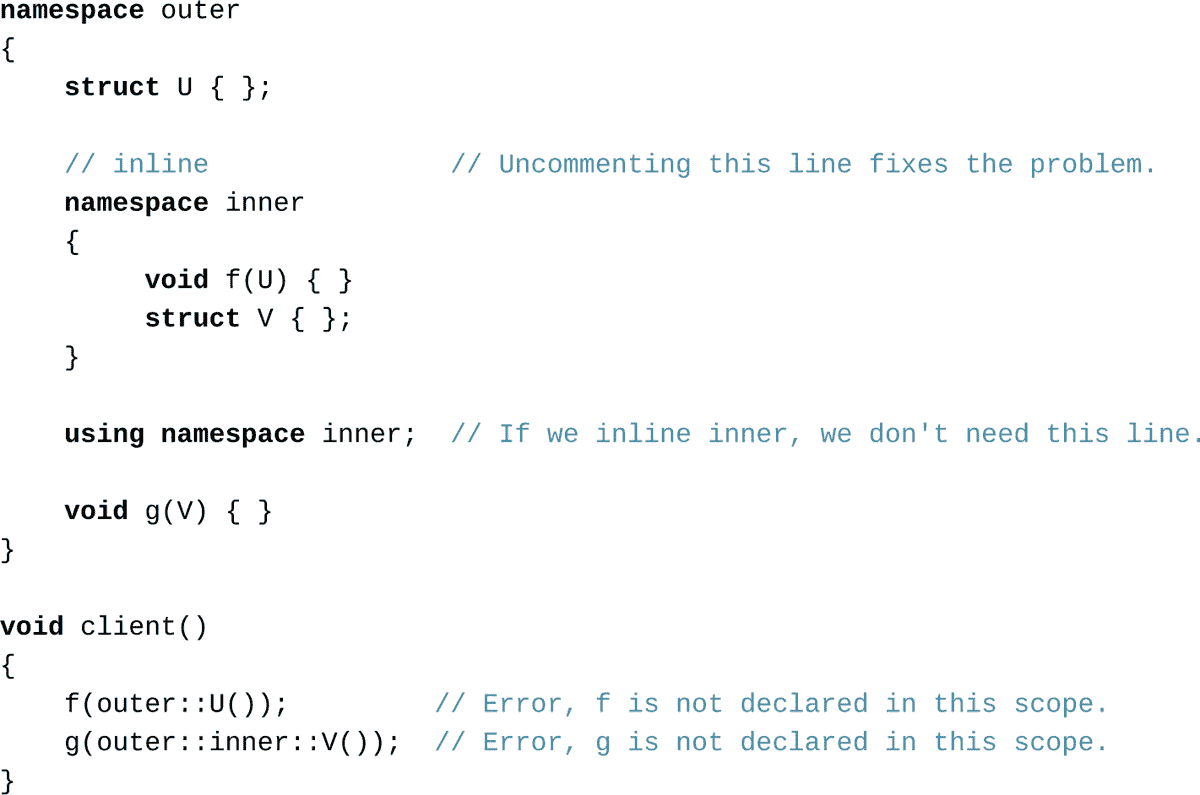 namespace outer
{
    struct U { };

    // inline               // Uncommenting this line fixes the problem.
    namespace inner
    {
         void f(U) { }
         struct V { };
    }

    using namespace inner;  // If we inline inner, we don't need this line.

    void g(V) { }
}

void client()
{
    f(outer::U());         // Error, f is not declared in this scope.
    g(outer::inner::V());  // Error, g is not declared in this scope.
}